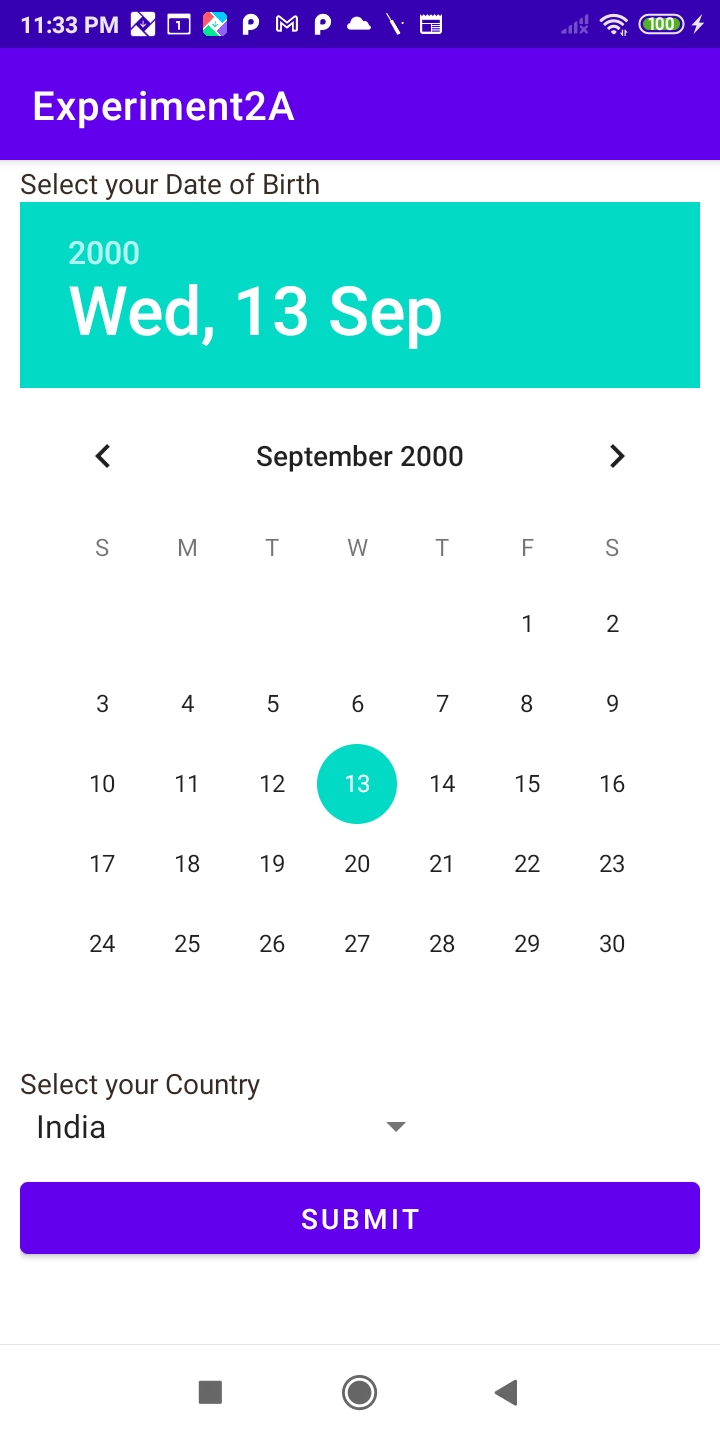 11:33 PM 1 100
Experiment2A
Select your Date of Birth
2000
Wed, 13 Sep
September 2000
S M T W T F S
1 2
3 4 5 6 7 8 9
10 11 12 13 14 15 16
17 18 19 20 21 22 23
24 25 26 27 28 29 30
Select your Country
India
SUBMIT